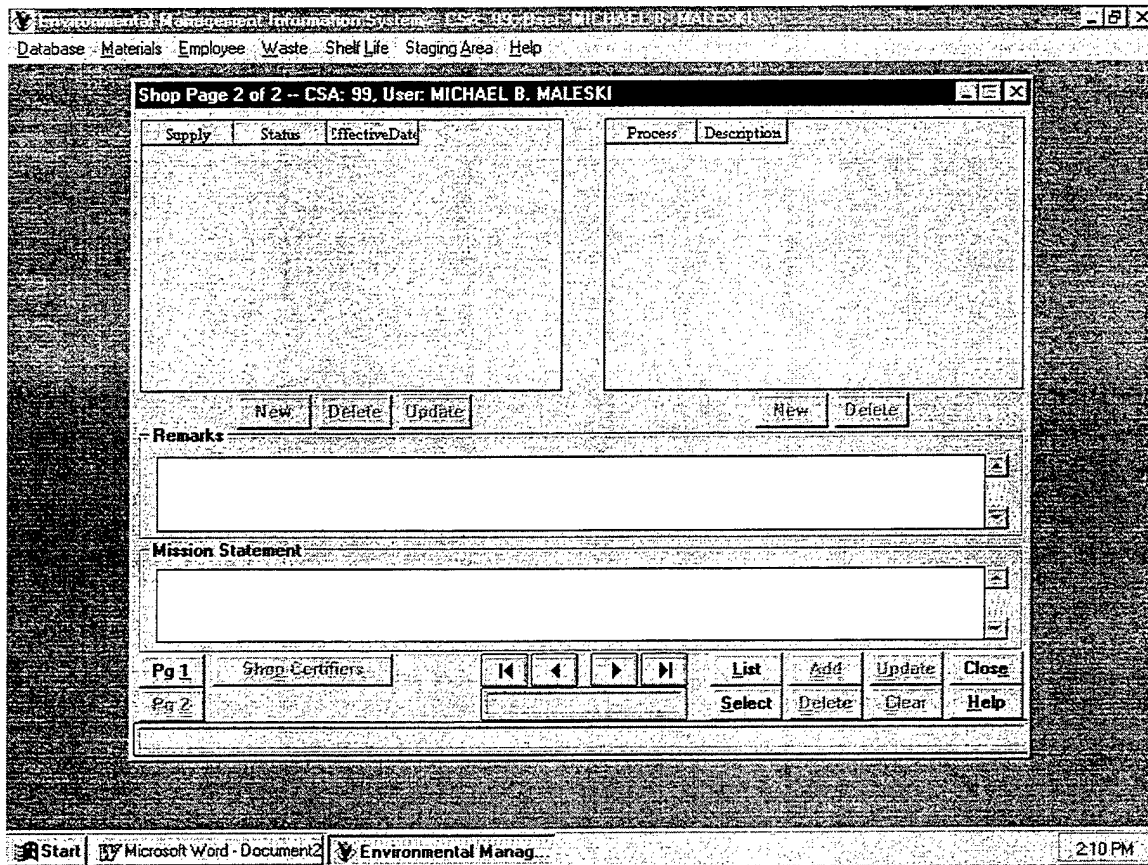 Environmental Management Information System - CSA: 99, User: MICHAEL B. MALESKI
Database Materials Employee Waste Shelf Life Staging Area Help
Shop Page 2 of 2 -- CSA: 99, User: MICHAEL B. MALESKI
Supply Status EffectiveDate Process Description
New Delete Update New Delete
Remarks
Mission Statement
Pg 1 Shop Certifiers List Add Update Close
Pg 2 Select Delete Clear Help
Start Microsoft Word - Document2 Environmental Manag... 2:10 PM